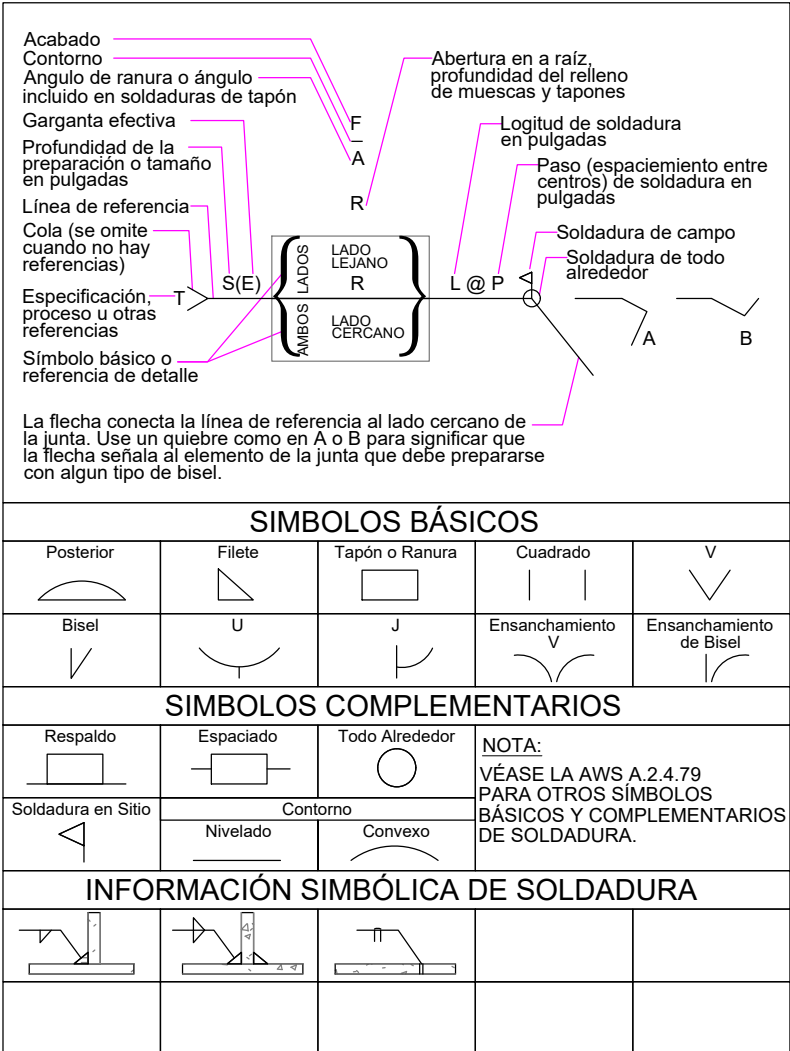 Acabado
Contorno
Angulo de ranura o ángulo
incluido en soldaduras de tapón
Garganta efectiva
Profundidad de la
preparación o tamaño
en pulgadas
Línea de referencia
Cola (se omite
cuando no hay
referencias)
Especificación,
proceso u otras
referencias
Símbolo básico o
referencia de detalle
F
A
R
Abertura en a raíz,
profundidad del relleno
de muescas y tapones
Logitud de soldadura
en pulgadas
Paso (espaciemiento entre
centros) de soldadura en
pulgadas
Soldadura de campo
Soldadura de todo
alrededor
T
S(E)
AMBOS LADOS
LADO
LEJANO
R
LADO
CERCANO
L @ P
A
B
La flecha conecta la línea de referencia al lado cercano de
la junta. Use un quiebre como en A o B para significar que
la flecha señala al elemento de la junta que debe prepararse
con algun tipo de bisel.
SIMBOLOS BÁSICOS
Posterior
Filete
Tapón o Ranura
Cuadrado
V
Bisel
U
J
Ensanchamiento
V
Ensanchamiento
de Bisel
SIMBOLOS COMPLEMENTARIOS
Respaldo
Espaciado
Todo Alrededor
NOTA:
VÉASE LA AWS A.2.4.79
PARA OTROS SÍMBOLOS
BÁSICOS Y COMPLEMENTARIOS
DE SOLDADURA.
Soldadura en Sitio
Contorno
Nivelado
Convexo
INFORMACIÓN SIMBÓLICA DE SOLDADURA